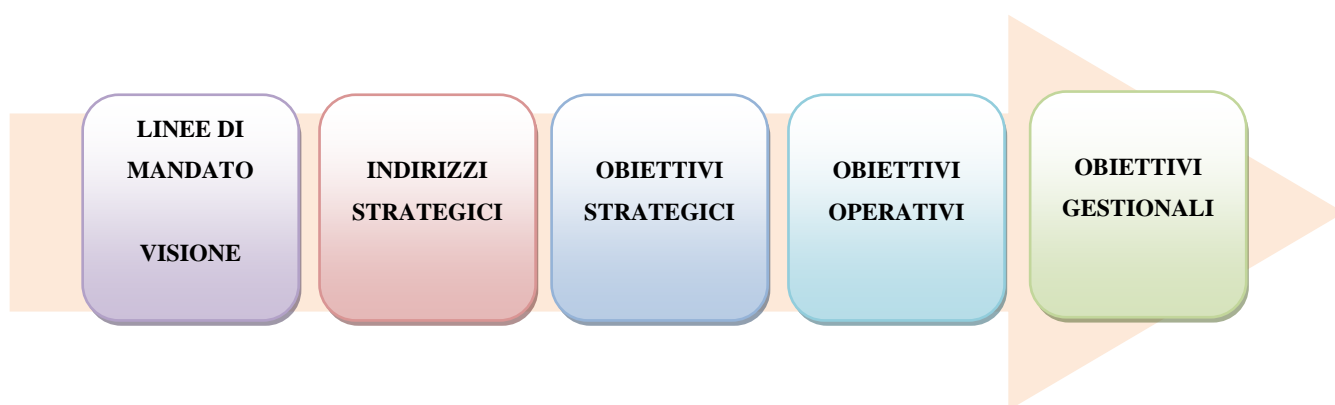 LINEE DI
MANDATO
VISIONE
INDIRIZZI
STRATEGICI
OBIETTIVI
STRATEGICI
OBIETTIVI
OPERATIVI
OBIETTIVI
GESTIONALI